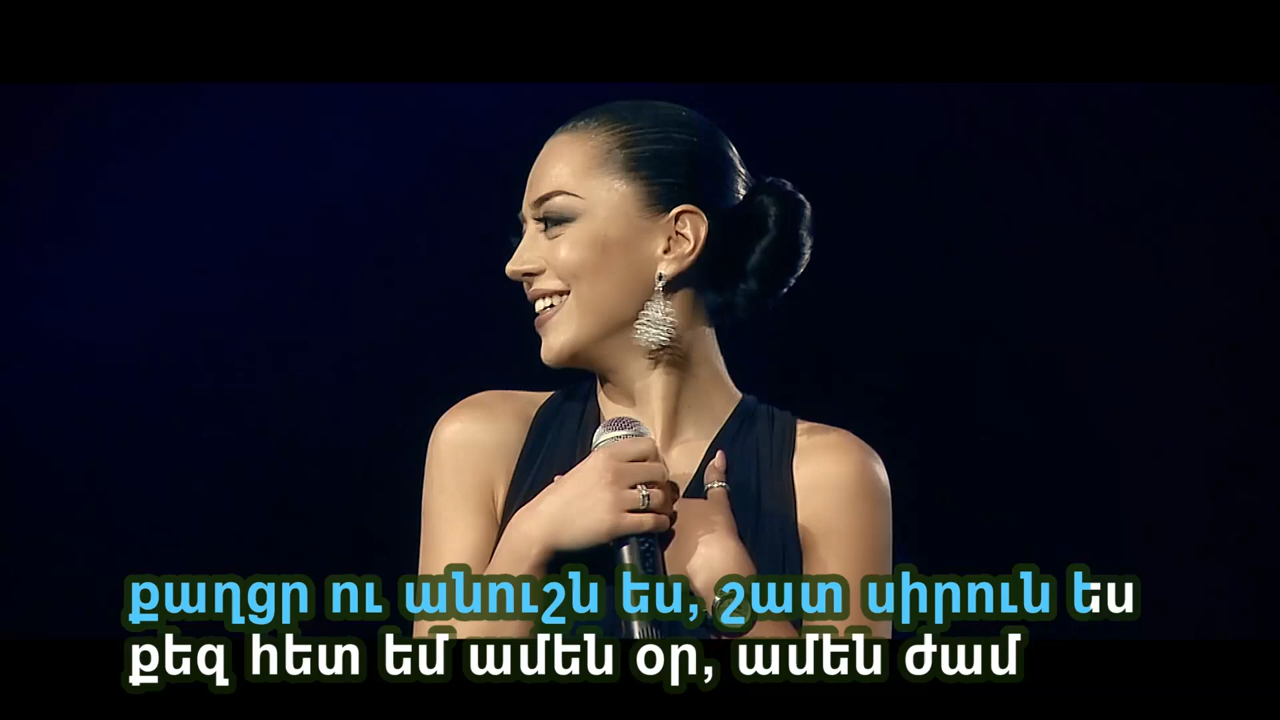 քաղցր ու անուշն ես, շատ սիրուն ես
քեզ հետ եմ ամեն օր, ամեն ժամ